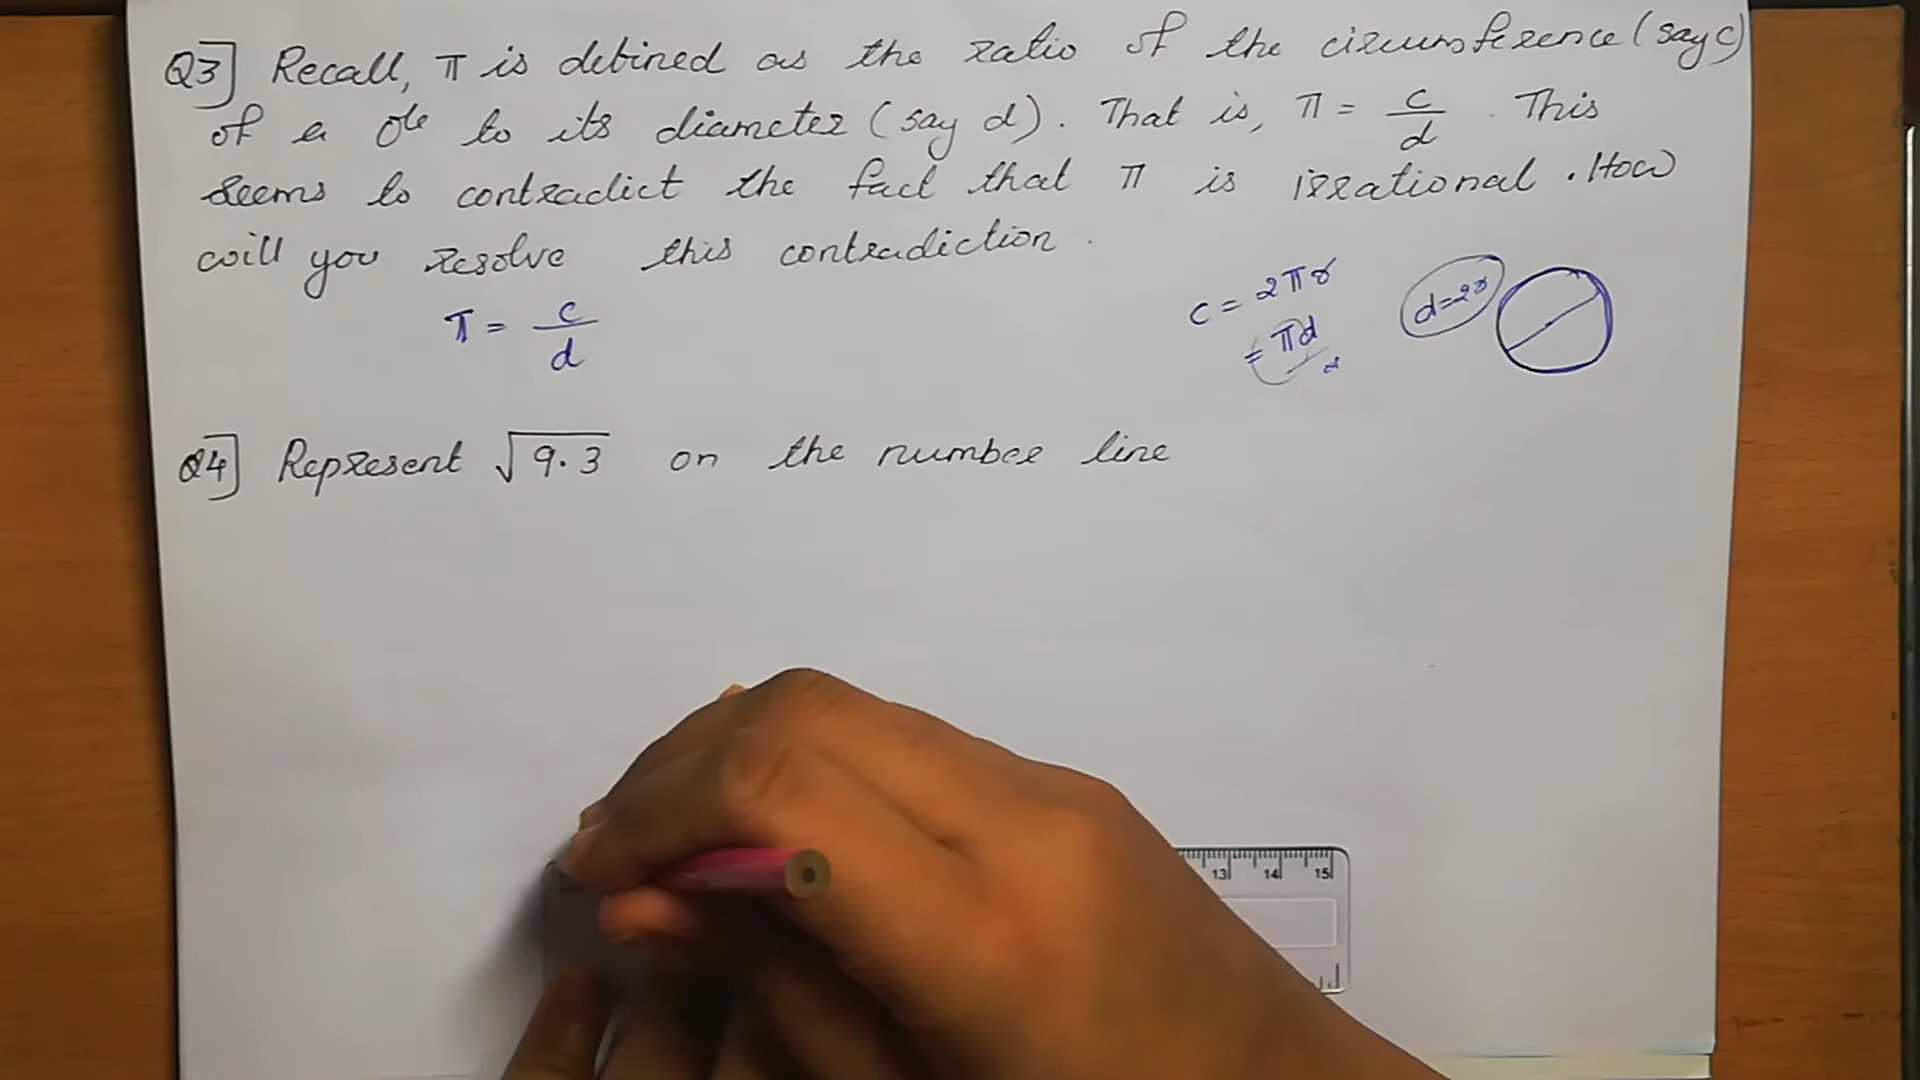 Q3] Recall, π is defined as the ratio of the circumference (say c)
of a ole to its diameter (say d). That is, π = c/d . This
seems to contradict the fact that π is irrational . How
will you resolve this contradiction .
π = c/d
c = 2πr
= πd
d=2r
Q4] Represent √9.3 on the number line
13 14 15